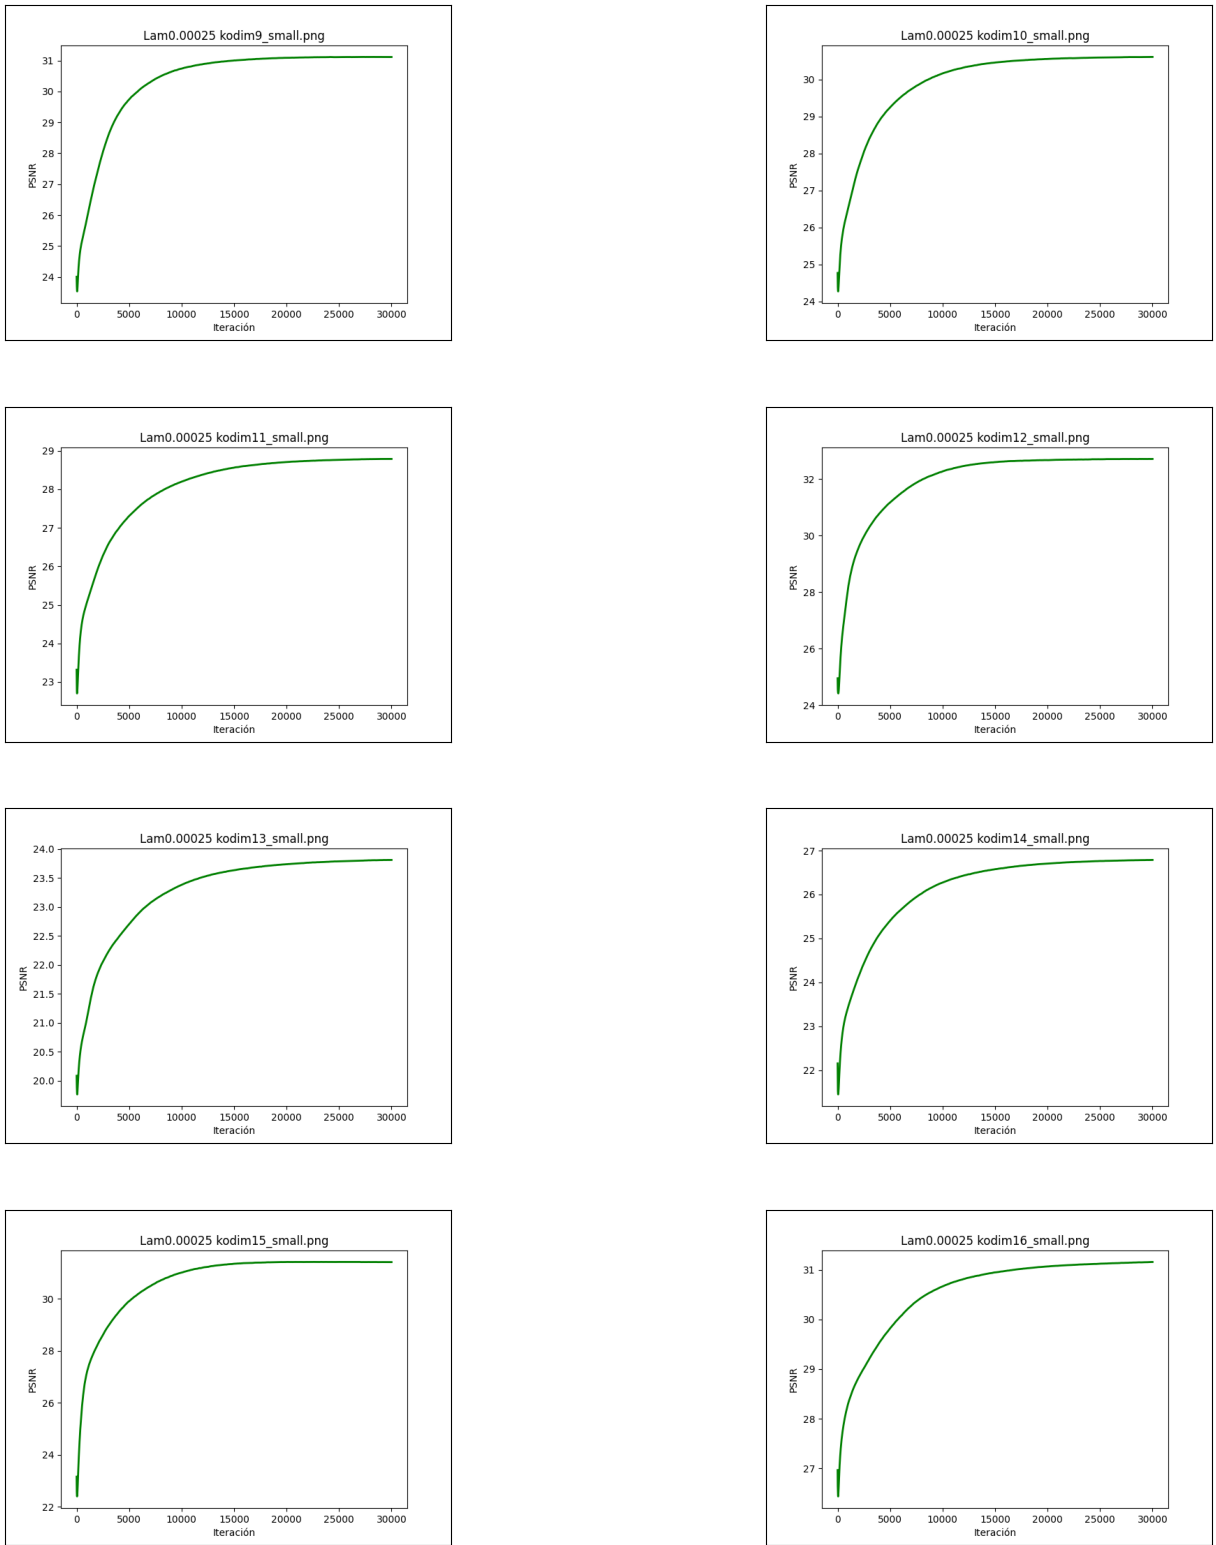 Lam0.00025 kodim9_small.png
31
30
29
28
27
26
25
24
PSNR
0 5000 10000 15000 20000 25000 30000
Iteración
Lam0.00025 kodim10_small.png
30
29
28
27
26
25
24
PSNR
0 5000 10000 15000 20000 25000 30000
Iteración
Lam0.00025 kodim11_small.png
29
28
27
26
25
24
23
PSNR
0 5000 10000 15000 20000 25000 30000
Iteración
Lam0.00025 kodim12_small.png
32
30
28
26
24
PSNR
0 5000 10000 15000 20000 25000 30000
Iteración
Lam0.00025 kodim13_small.png
24.0
23.5
23.0
22.5
22.0
21.5
21.0
20.5
20.0
PSNR
0 5000 10000 15000 20000 25000 30000
Iteración
Lam0.00025 kodim14_small.png
27
26
25
24
23
22
PSNR
0 5000 10000 15000 20000 25000 30000
Iteración
Lam0.00025 kodim15_small.png
30
28
26
24
22
PSNR
0 5000 10000 15000 20000 25000 30000
Iteración
Lam0.00025 kodim16_small.png
31
30
29
28
27
PSNR
0 5000 10000 15000 20000 25000 30000
Iteración